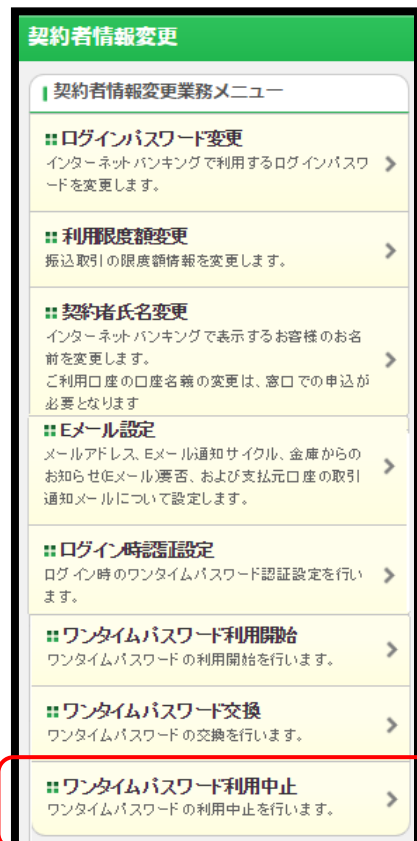 契約者情報変更
契約者情報変更業務メニュー
ログインパスワード変更
インターネットバンキングで利用するログインパスワ
ードを変更します。
利用限度額変更
振込取引の限度額情報を変更します。
契約者氏名変更
インターネットバンキングで表示するお客様のお名
前を変更します。
ご利用口座の口座名義の変更は、窓口での申込が
必要となります
Eメール設定
メールアドレス、Eメール通知サイクル、金庫からの
お知らせ(Eメール)要否、および支払元口座の取引
通知メールについて設定します。
ログイン時認証設定
ログイン時のワンタイムパスワード認証設定を行い
ます。
ワンタイムパスワード利用開始
ワンタイムパスワードの利用開始を行います。
ワンタイムパスワード交換
ワンタイムパスワードの交換を行います。
ワンタイムパスワード利用中止
ワンタイムパスワードの利用中止を行います。